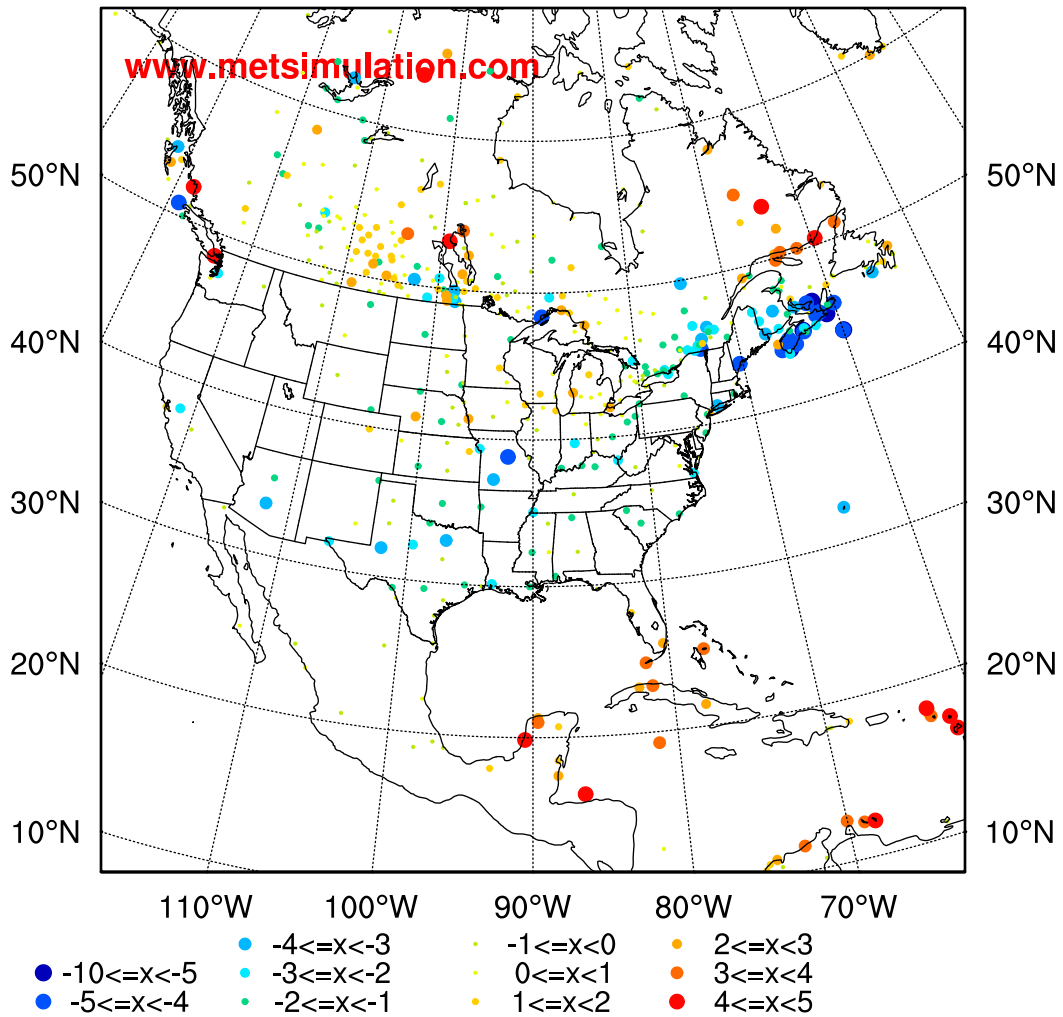 www.metsimulation.com
50°N 50°N
40°N 40°N
30°N 30°N
20°N 20°N
10°N 10°N
110°W 100°W 90°W 80°W 70°W
-4<=x<-3 -1<=x<0 2<=x<3
-10<=x<-5 -3<=x<-2 0<=x<1 3<=x<4
-5<=x<-4 -2<=x<-1 1<=x<2 4<=x<5